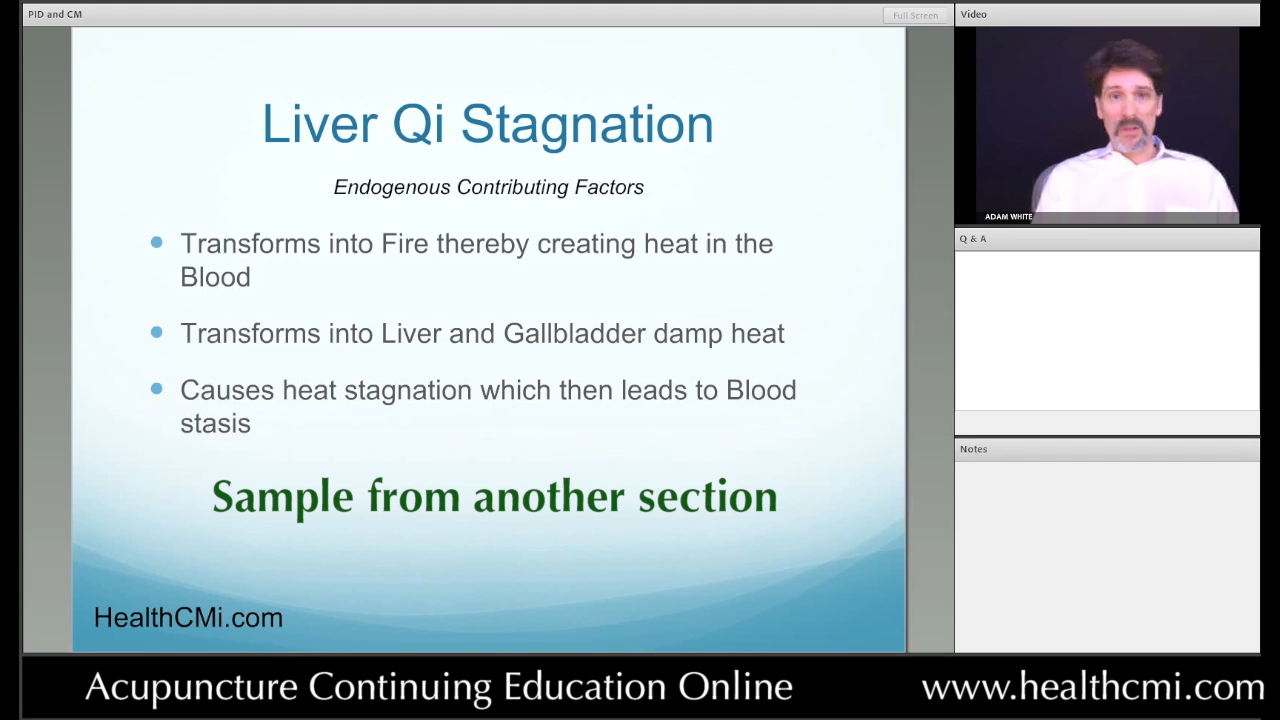 PID and CM
Full Screen
Video
Liver Qi Stagnation
Endogenous Contributing Factors
• Transforms into Fire thereby creating heat in the
Blood
• Transforms into Liver and Gallbladder damp heat
• Causes heat stagnation which then leads to Blood
stasis
Sample from another section
HealthCMi.com
ADAM WHITE
Q & A
Notes
Acupuncture Continuing Education Online
www.healthcmi.com